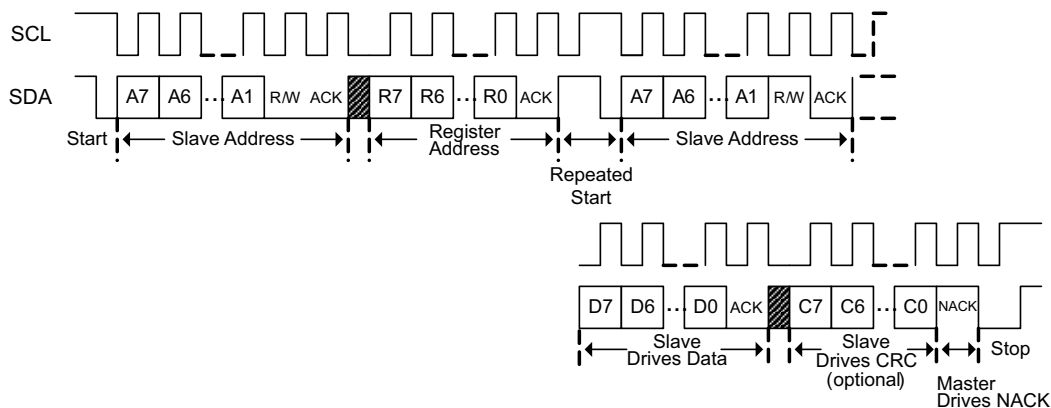 SCL
SDA
A7 A6 ... A1 R/W ACK R7 R6 ... R0 ACK A7 A6 ... A1 R/W ACK
Start
Slave Address
Register
Address
Repeated
Start
Slave Address
D7 D6 ... D0 ACK C7 C6 ... C0 NACK
Slave
Drives Data
Slave
Drives CRC
(optional)
Master
Drives NACK
Stop